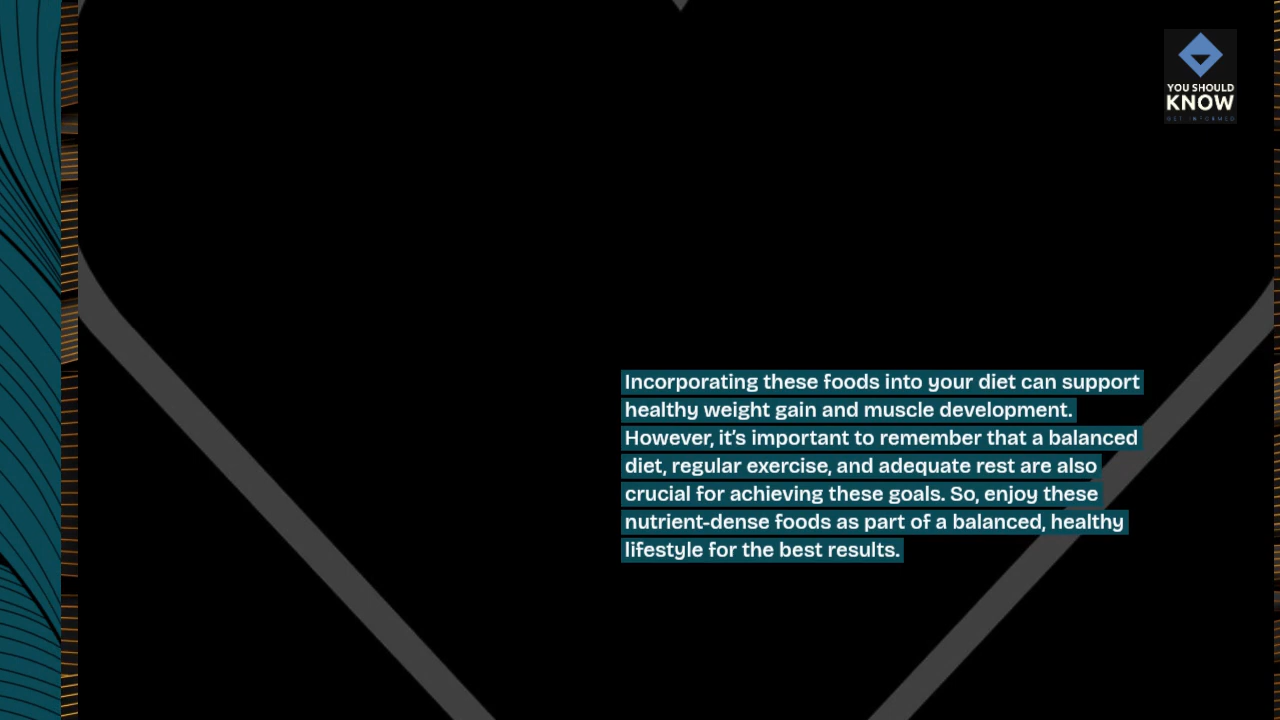 YOU SHOULD
KNOW
GET INFORMED
Incorporating these foods into your diet can support
healthy weight gain and muscle development.
However, it's important to remember that a balanced
diet, regular exercise, and adequate rest are also
crucial for achieving these goals. So, enjoy these
nutrient-dense foods as part of a balanced, healthy
lifestyle for the best results.